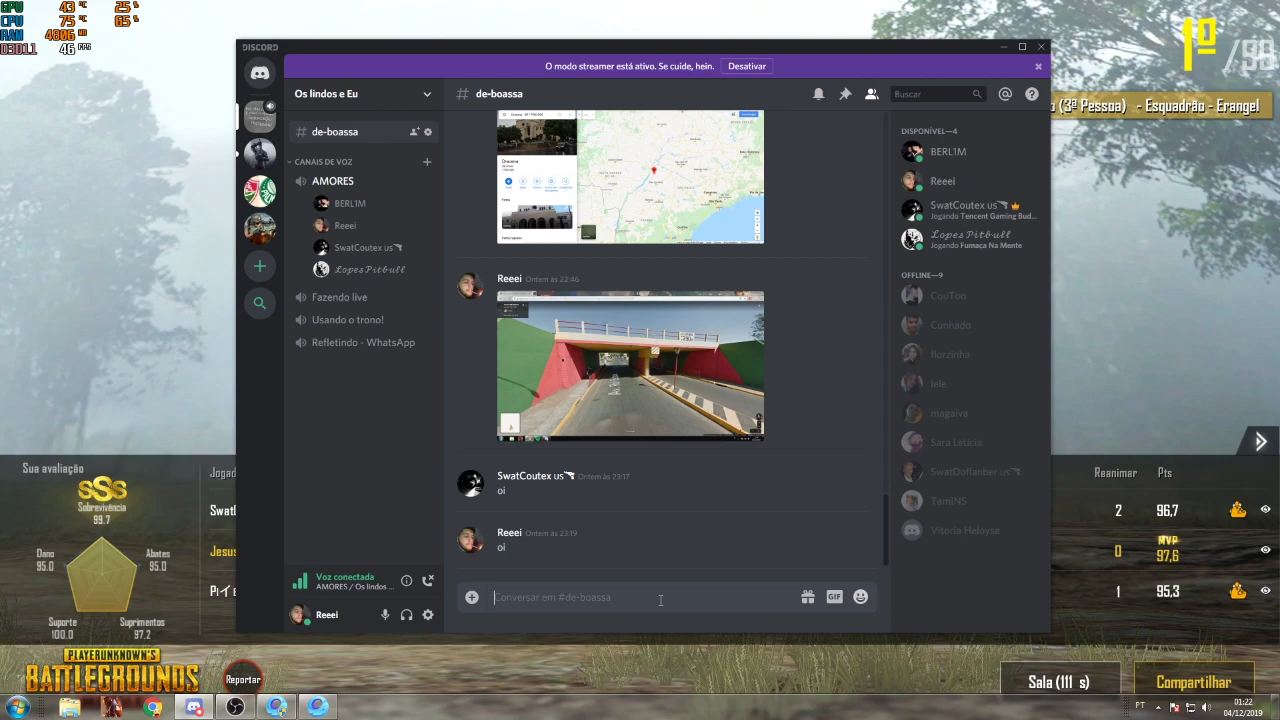 GPU 43 °C 25 %
CPU 75 °C 65 %
RAM 4806 MB
D3D11 46 FPS
1º /98
(3ª Pessoa) - Esquadrão - Erangel
DISCORD
O modo streamer está ativo. Se cuide, hein. Desativar
Os lindos e Eu
# de-boassa
Buscar
# de-boassa
CANAIS DE VOZ
AMORES
BERL1M
Reeei
SwatCoutex us
LopesPitbull
Fazendo live
Usando o trono!
Refletindo - WhatsApp
Voz conectada
AMORES / Os lindos ...
Reeei
Reeei Ontem às 22:46
SwatCoutex us Ontem às 23:17
oi
Reeei Ontem às 23:19
oi
Conversar em #de-boassa
GIF
DISPONÍVEL—4
BERL1M
Reeei
SwatCoutex us
Jogando Tencent Gaming Bud...
Lopes Pitbull
Jogando Fumaça Na Mente
OFFLINE—9
CouToo
Cunhado
florzinha
lele
magaiva
Sara Letícia
SwatDoflanber us
TamiNS
Vitoria Heloyse
Sua avaliação
SSS
Sobrevivência
99.7
Dano
95.0
Abates
95.0
Suporte
100.0
Suprimentos
97.2
Jogad
Swatl
Jesus
Reanimar Pts
2 96,7
MVP
0 97,6
1 95,3
PLAYERUNKNOWN'S
BATTLEGROUNDS
Reportar
Sala (111 s)
Compartilhar
PT
01:22
04/12/2019